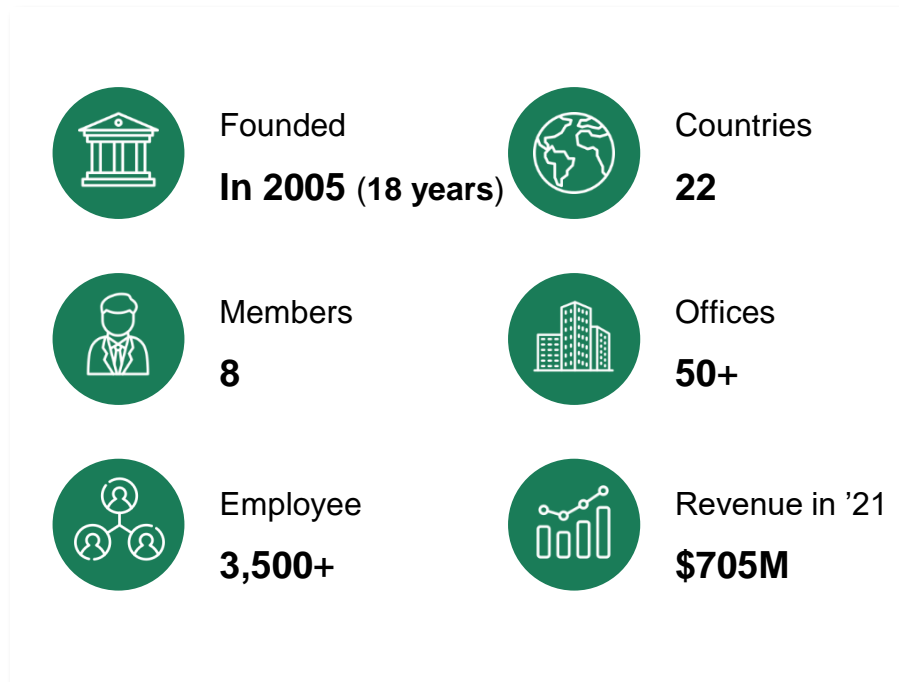 Founded
In 2005 (18 years)
Countries
22
Members
8
Offices
50+
Employee
3,500+
Revenue in ’21
$705M